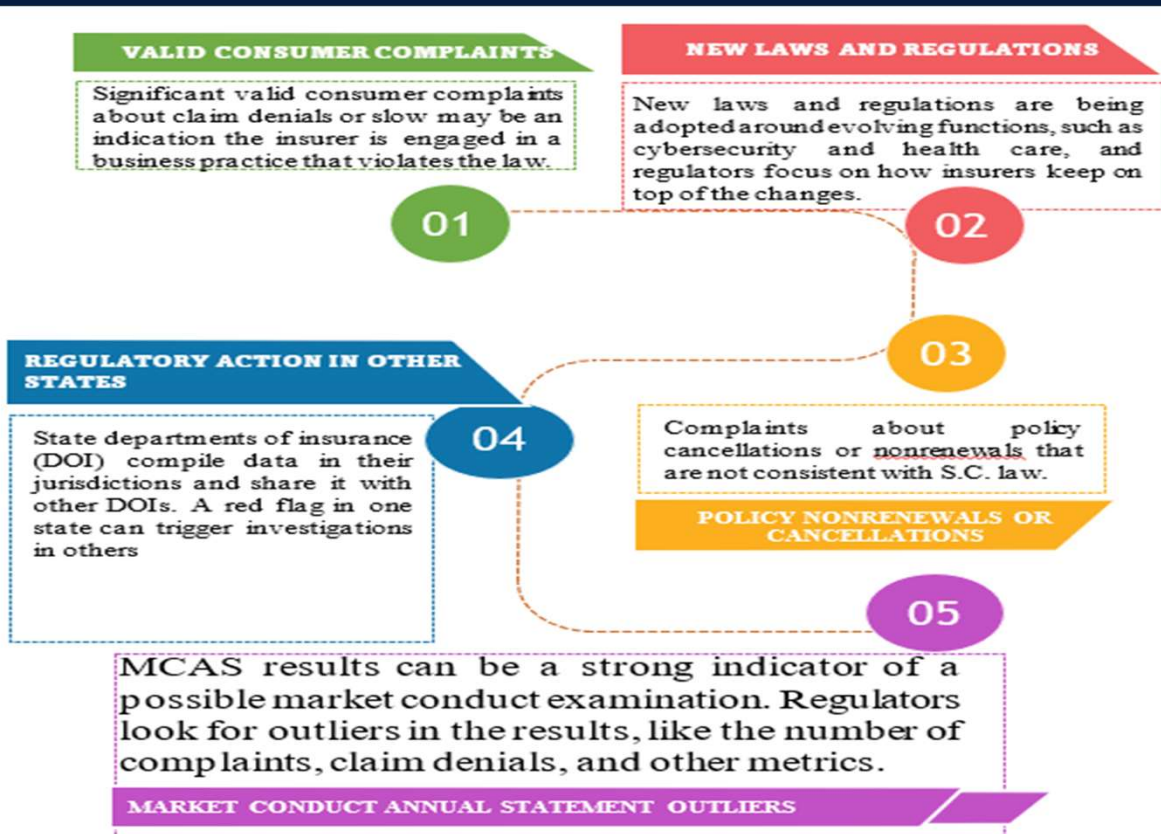 VALID CONSUMER COMPLAINTS
Significant valid consumer complaints
about claim denials or slow may be an
indication the insurer is engaged in a
business practice that violates the law.
01
NEW LAWS AND REGULATIONS
New laws and regulations are being
adopted around evolving functions, such as
cybersecurity and health care, and
regulators focus on how insurers keep on
top of the changes.
02
03
Complaints about policy
cancellations or nonrenewals that
are not consistent with S.C. law.
POLICY NONRENEWALS OR
CANCELLATIONS
REGULATORY ACTION IN OTHER
STATES
04
State departments of insurance
(DOI) compile data in their
jurisdictions and share it with
other DOIs. A red flag in one
state can trigger investigations
in others
05
MCAS results can be a strong indicator of a
possible market conduct examination. Regulators
look for outliers in the results, like the number of
complaints, claim denials, and other metrics.
MARKET CONDUCT ANNUAL STATEMENT OUTLIERS